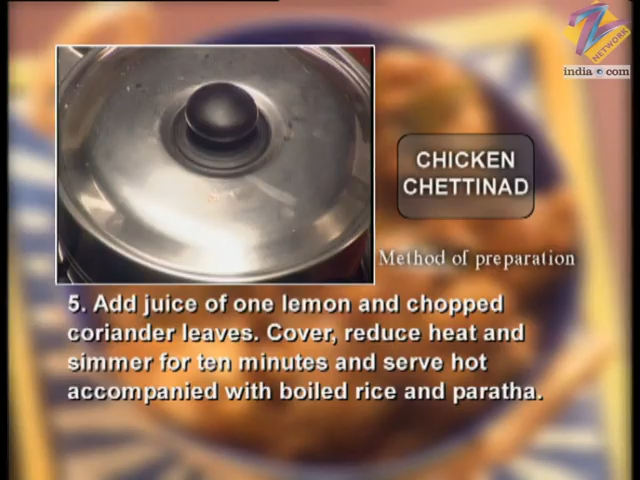 Z NETWORK
india.com
CHICKEN
CHETTINAD
Method of preparation
5. Add juice of one lemon and chopped
coriander leaves. Cover, reduce heat and
simmer for ten minutes and serve hot
accompanied with boiled rice and paratha.